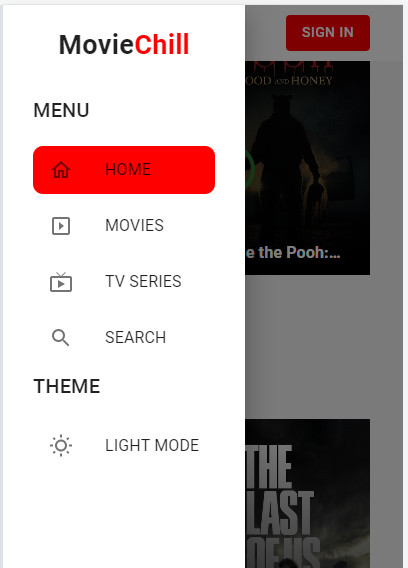 MovieChill
SIGN IN
MENU
OOD AND HONEY
HOME
MOVIES
e the Pooh:...
TV SERIES
SEARCH
THEME
LIGHT MODE
THE
LAST
OF US